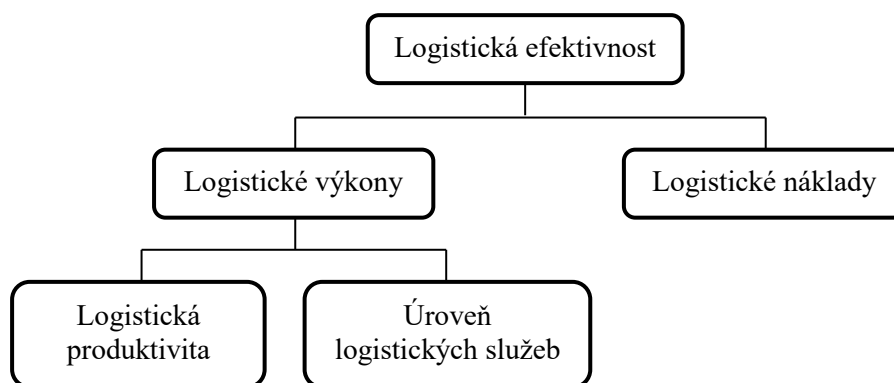 Logistická efektivnost
Logistické výkony
Logistické náklady
Logistická
produktivita
Úroveň
logistických služeb